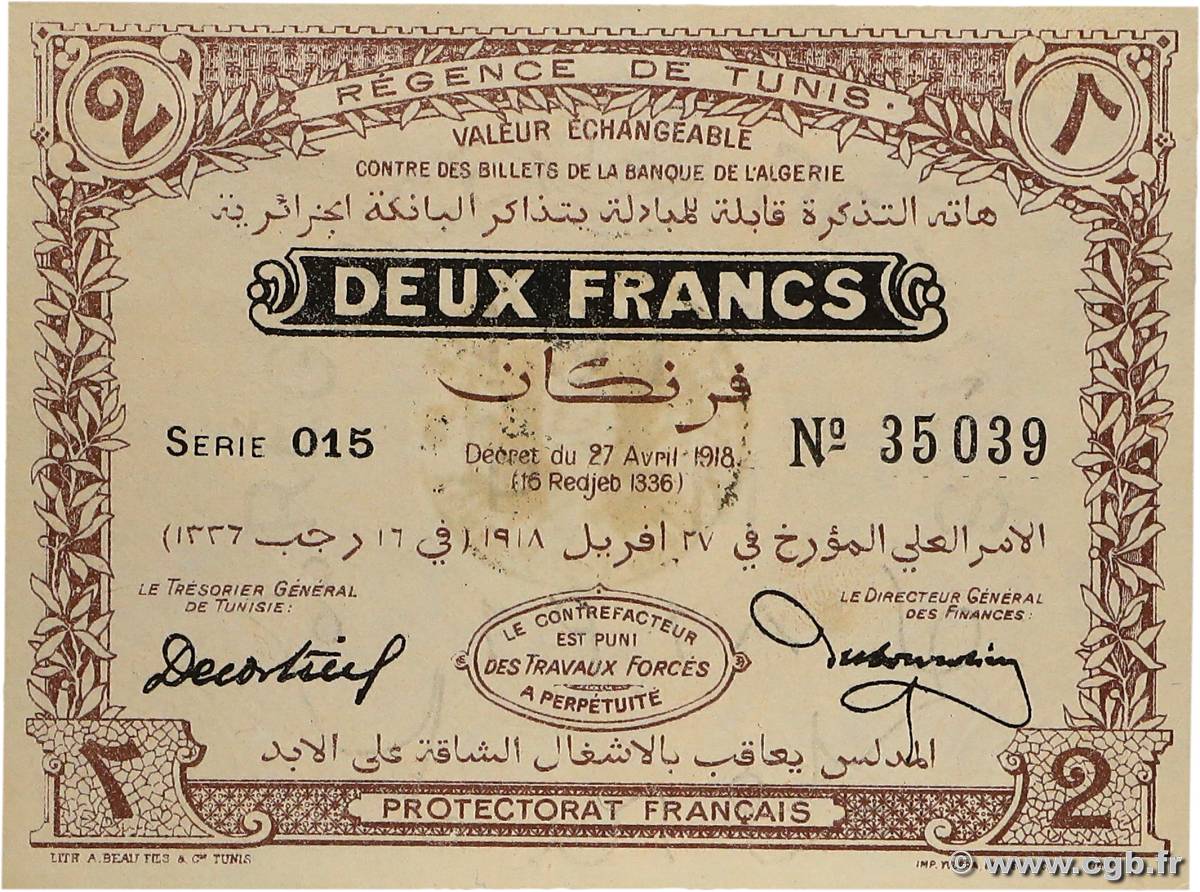 2
RÉGENCE DE TUNIS.
٢
VALEUR ÉCHANGEABLE
CONTRE DES BILLETS DE LA BANQUE DE L'ALGERIE
هاته التذكرة قابلة للمبادلة بتذاكر البانكة الجزائرية
DEUX FRANCS
فرنكان
SERIE 015
Décret du 27 Avril 1918
(16 Redjeb 1336)
Nº 35039
الامر العلي المؤرخ في ٢٧ افريل ١٩١٨ (في ١٦ رجب ١٣٣٦)
LE TRÉSORIER GÉNÉRAL
DE TUNISIE:
LE CONTREFACTEUR
EST PUNI
DES TRAVAUX FORCÉS
A PERPÉTUITÉ
LE DIRECTEUR GÉNÉRAL
DES FINANCES:
المدلس يعاقب بالاشغال الشاقة على الابد
٢
PROTECTORAT FRANÇAIS
2
LITH A. BEAU FILS & Cie TUNIS
IMP.
© www.cgb.fr